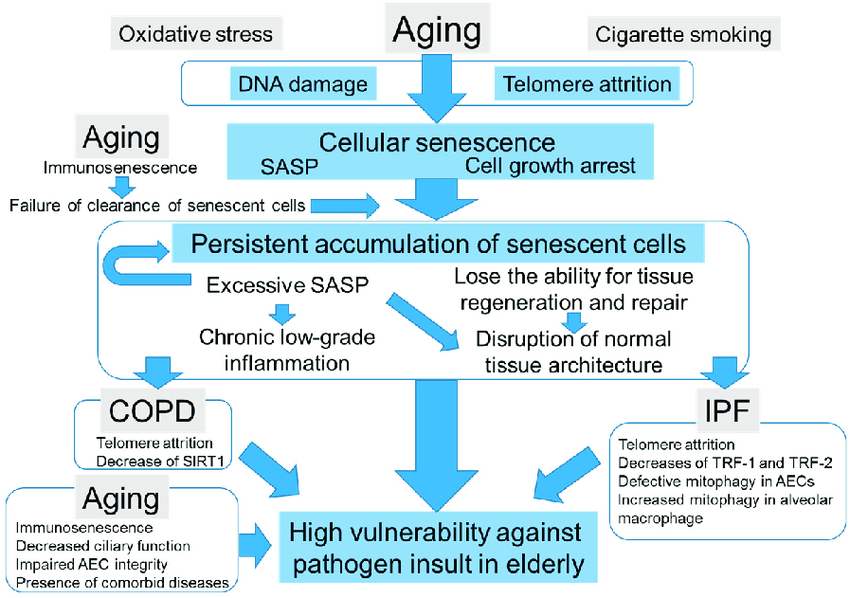 Oxidative stress
Aging
Cigarette smoking
DNA damage
Telomere attrition
Aging
Immunosenescence
Failure of clearance of senescent cells
Cellular senescence
SASP
Cell growth arrest
Persistent accumulation of senescent cells
Excessive SASP
Chronic low-grade
inflammation
Lose the ability for tissue
regeneration and repair
Disruption of normal
tissue architecture
COPD
Telomere attrition
Decrease of SIRT1
IPF
Telomere attrition
Decreases of TRF-1 and TRF-2
Defective mitophagy in AECs
Increased mitophagy in alveolar
macrophage
Aging
Immunosenescence
Decreased ciliary function
Impaired AEC integrity
Presence of comorbid diseases
High vulnerability against
pathogen insult in elderly